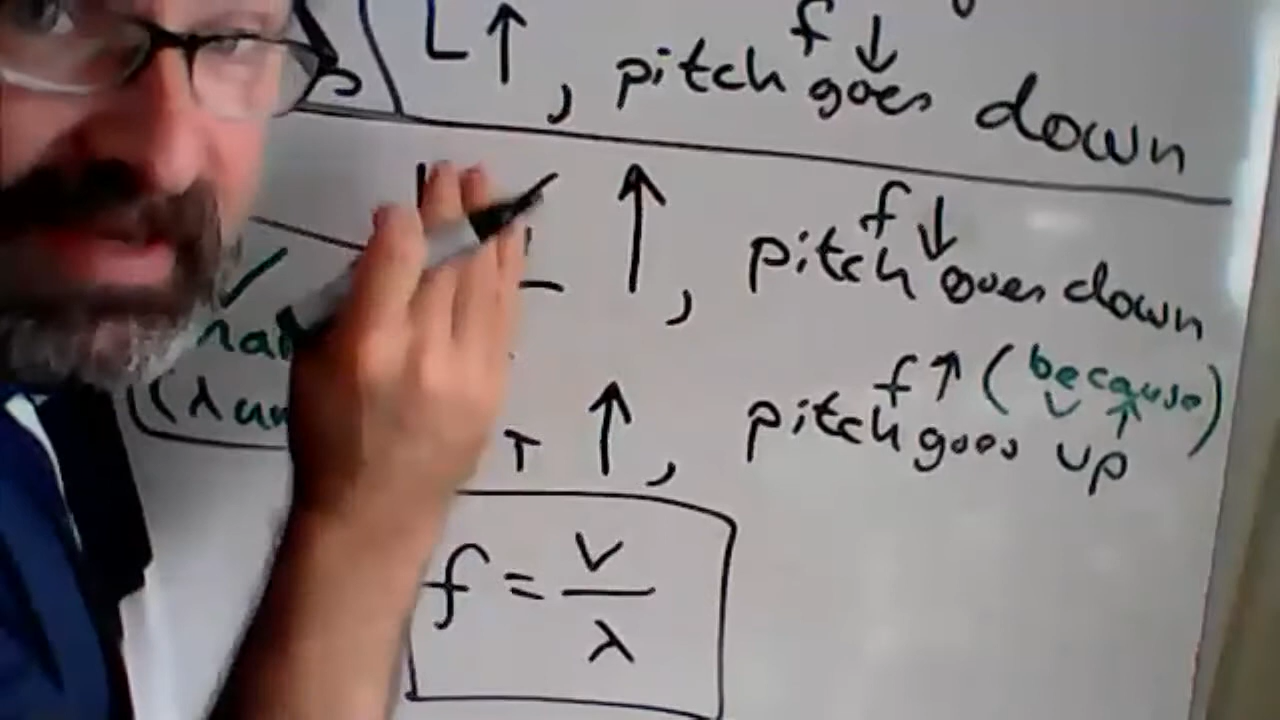 f ↓
L ↑ , pitch goes down
f ↓
L ↑ , pitch goes down
f ↑ (because v ↑)
T ↑ , pitch goes up
f = v / λ